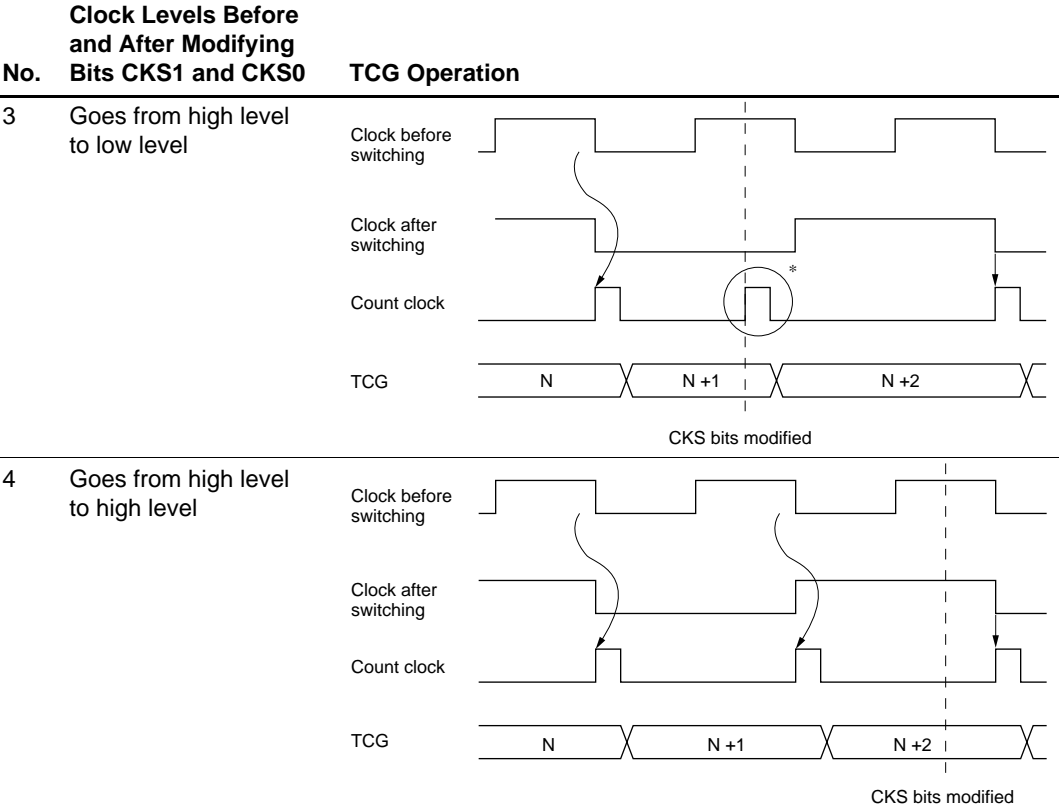 Clock Levels Before
and After Modifying
No. Bits CKS1 and CKS0 TCG Operation
3 Goes from high level
to low level
Clock before
switching
Clock after
switching
*
Count clock
TCG N N +1 N +2
CKS bits modified
4 Goes from high level
to high level
Clock before
switching
Clock after
switching
Count clock
TCG N N +1 N +2
CKS bits modified